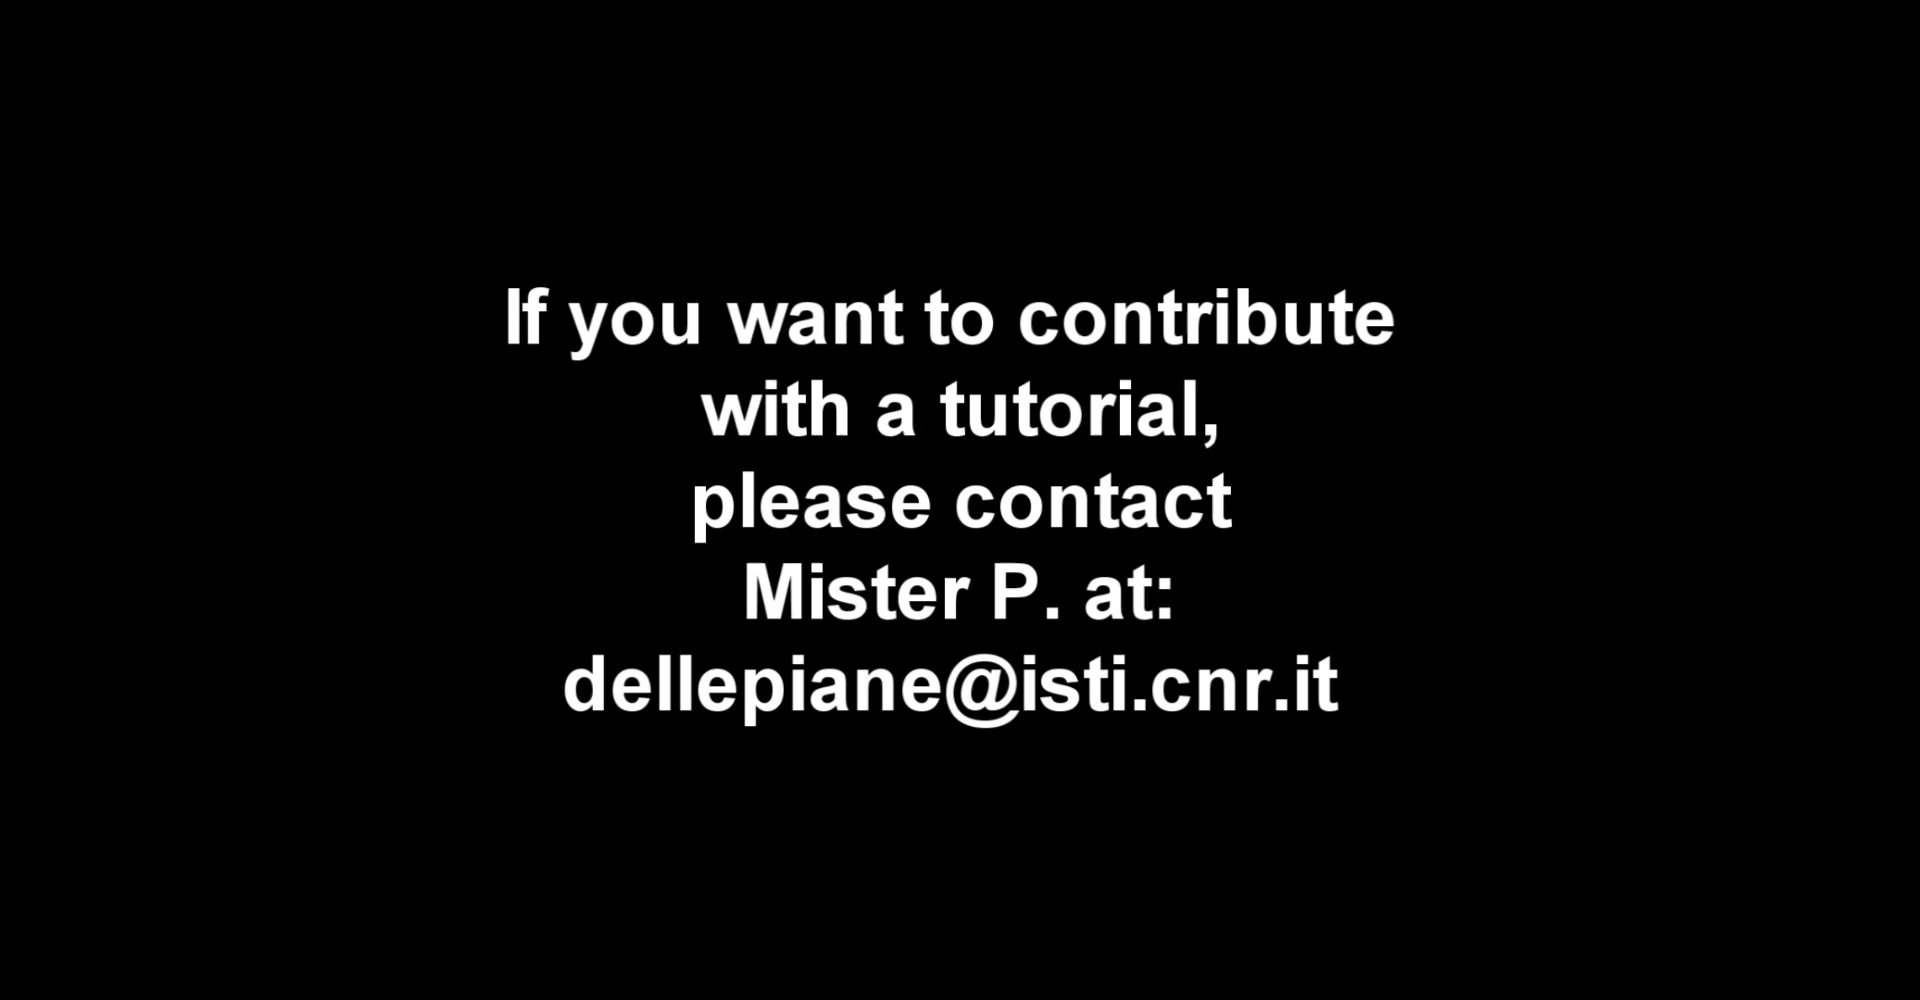 If you want to contribute
with a tutorial,
please contact
Mister P. at:
dellepiane@isti.cnr.it